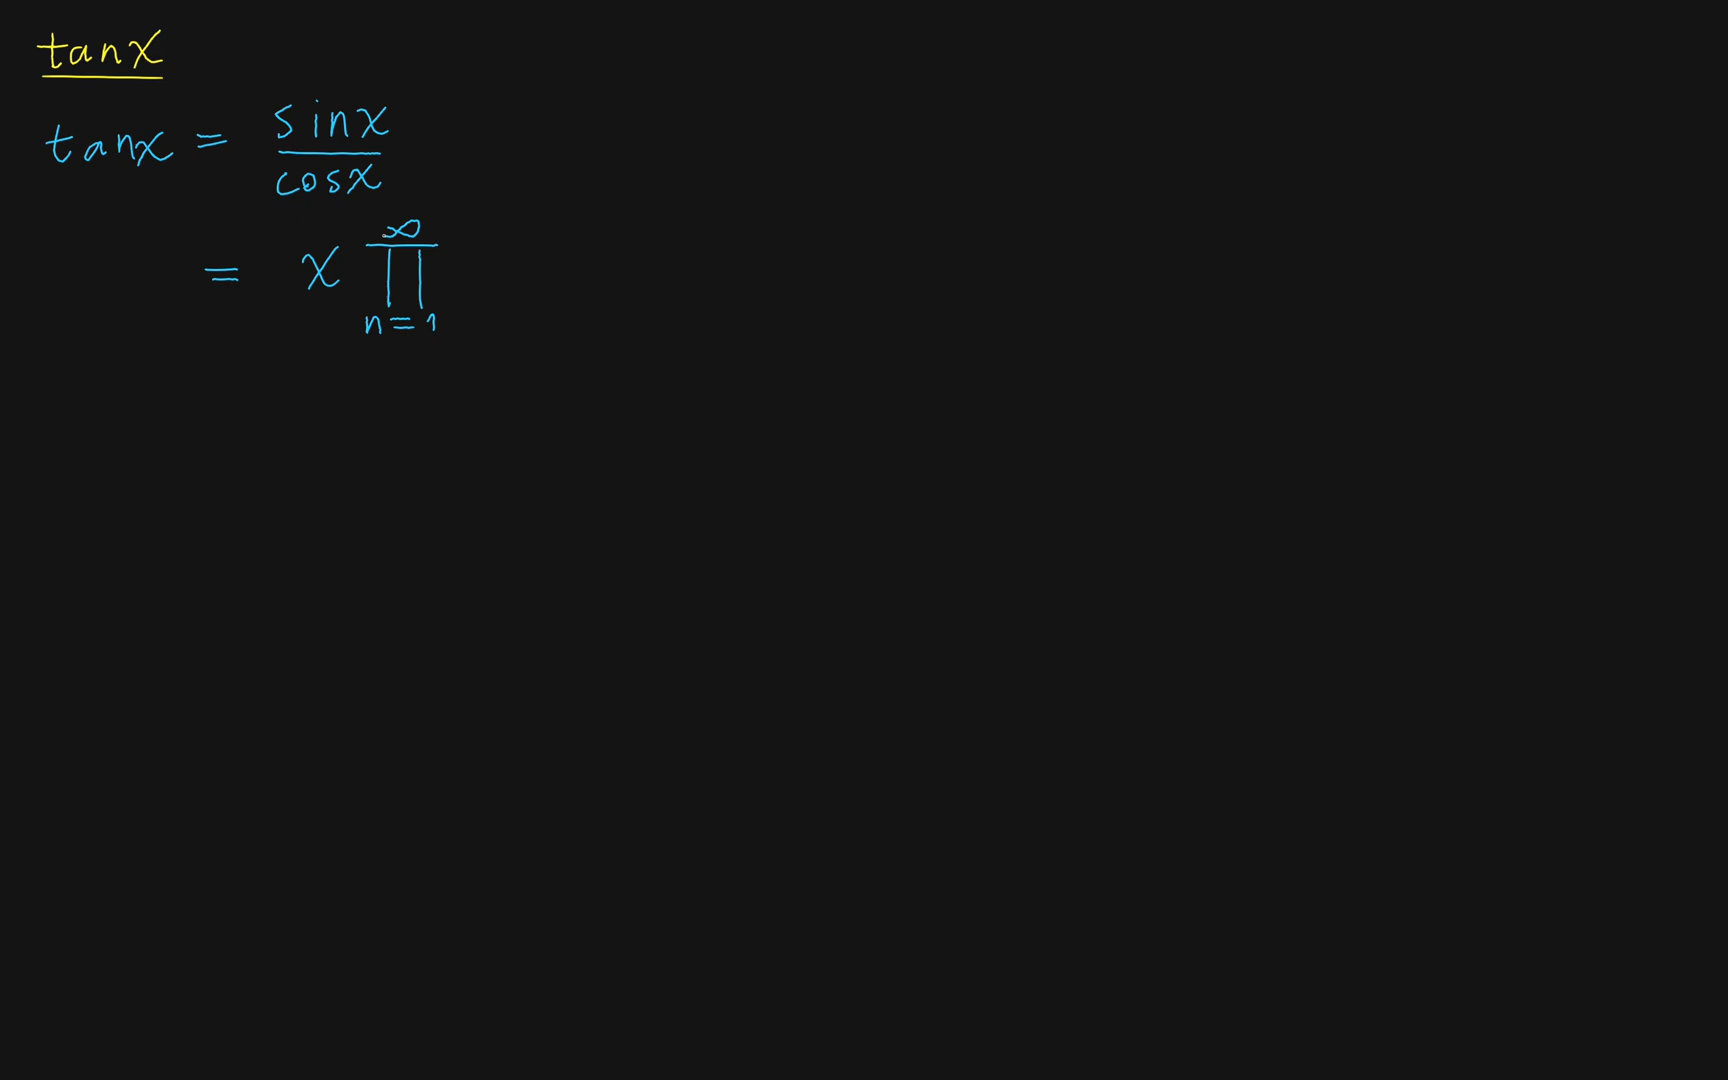 tanx
tanx = sinx/cosx
= x ∏_{n=1}^{∞}